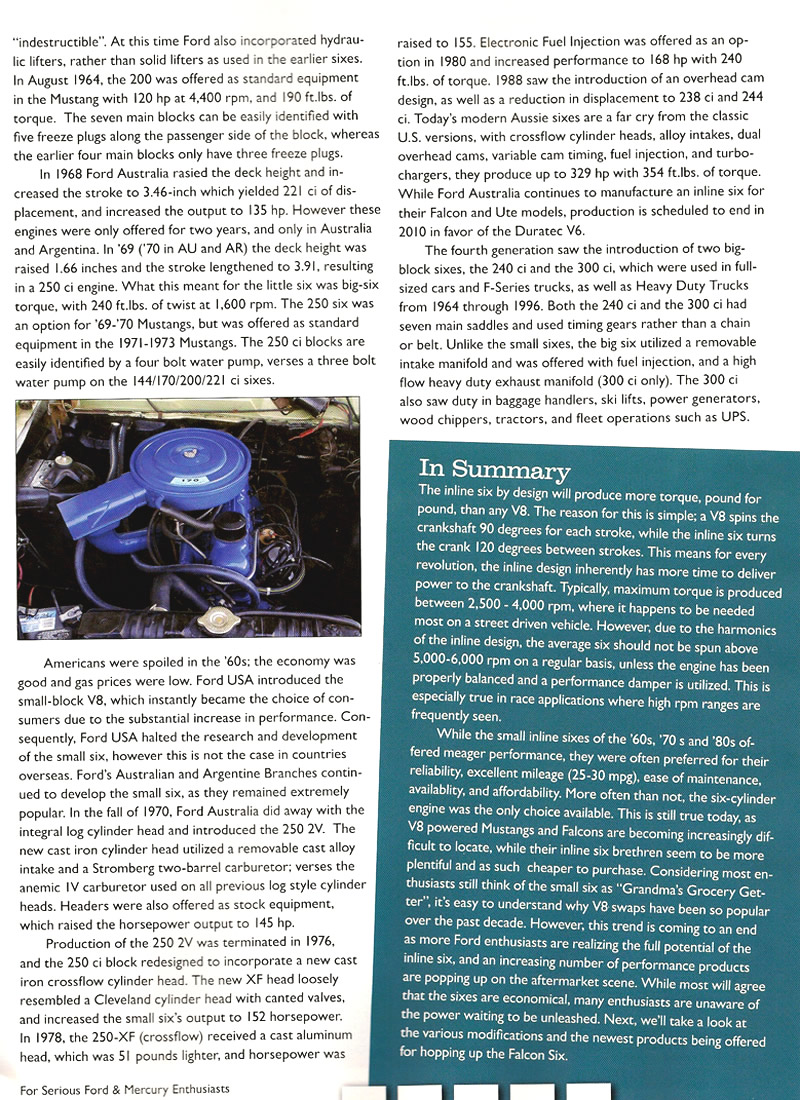 “indestructible”. At this time Ford also incorporated hydrau-
lic lifters, rather than solid lifters as used in the earlier sixes.
In August 1964, the 200 was offered as standard equipment
in the Mustang with 120 hp at 4,400 rpm, and 190 ft.lbs. of
torque. The seven main blocks can be easily identified with
five freeze plugs along the passenger side of the block, whereas
the earlier four main blocks only have three freeze plugs.
In 1968 Ford Australia rasied the deck height and in-
creased the stroke to 3.46-inch which yielded 221 ci of dis-
placement, and increased the output to 135 hp. However these
engines were only offered for two years, and only in Australia
and Argentina. In '69 ('70 in AU and AR) the deck height was
raised 1.66 inches and the stroke lengthened to 3.91, resulting
in a 250 ci engine. What this meant for the little six was big-six
torque, with 240 ft.lbs. of twist at 1,600 rpm. The 250 six was
an option for '69-'70 Mustangs, but was offered as standard
equipment in the 1971-1973 Mustangs. The 250 ci blocks are
easily identified by a four bolt water pump, verses a three bolt
water pump on the 144/170/200/221 ci sixes.
170
Americans were spoiled in the '60s; the economy was
good and gas prices were low. Ford USA introduced the
small-block V8, which instantly became the choice of con-
sumers due to the substantial increase in performance. Con-
sequently, Ford USA halted the research and development
of the small six, however this is not the case in countries
overseas. Ford's Australian and Argentine Branches contin-
ued to develop the small six, as they remained extremely
popular. In the fall of 1970, Ford Australia did away with the
integral log cylinder head and introduced the 250 2V. The
new cast iron cylinder head utilized a removable cast alloy
intake and a Stromberg two-barrel carburetor; verses the
anemic 1V carburetor used on all previous log style cylinder
heads. Headers were also offered as stock equipment,
which raised the horsepower output to 145 hp.
Production of the 250 2V was terminated in 1976,
and the 250 ci block redesigned to incorporate a new cast
iron crossflow cylinder head. The new XF head loosely
resembled a Cleveland cylinder head with canted valves,
and increased the small six's output to 152 horsepower.
In 1978, the 250-XF (crossflow) received a cast aluminum
head, which was 51 pounds lighter, and horsepower was
raised to 155. Electronic Fuel Injection was offered as an op-
tion in 1980 and increased performance to 168 hp with 240
ft.lbs. of torque. 1988 saw the introduction of an overhead cam
design, as well as a reduction in displacement to 238 ci and 244
ci. Today's modern Aussie sixes are a far cry from the classic
U.S. versions, with crossflow cylinder heads, alloy intakes, dual
overhead cams, variable cam timing, fuel injection, and turbo-
chargers, they produce up to 329 hp with 354 ft.lbs. of torque.
While Ford Australia continues to manufacture an inline six for
their Falcon and Ute models, production is scheduled to end in
2010 in favor of the Duratec V6.
The fourth generation saw the introduction of two big-
block sixes, the 240 ci and the 300 ci, which were used in full-
sized cars and F-Series trucks, as well as Heavy Duty Trucks
from 1964 through 1996. Both the 240 ci and the 300 ci had
seven main saddles and used timing gears rather than a chain
or belt. Unlike the small sixes, the big six utilized a removable
intake manifold and was offered with fuel injection, and a high
flow heavy duty exhaust manifold (300 ci only). The 300 ci
also saw duty in baggage handlers, ski lifts, power generators,
wood chippers, tractors, and fleet operations such as UPS.
In Summary
The inline six by design will produce more torque, pound for
pound, than any V8. The reason for this is simple; a V8 spins the
crankshaft 90 degrees for each stroke, while the inline six turns
the crank 120 degrees between strokes. This means for every
revolution, the inline design inherently has more time to deliver
power to the crankshaft. Typically, maximum torque is produced
between 2,500 - 4,000 rpm, where it happens to be needed
most on a street driven vehicle. However, due to the harmonics
of the inline design, the average six should not be spun above
5,000-6,000 rpm on a regular basis, unless the engine has been
properly balanced and a performance damper is utilized. This is
especially true in race applications where high rpm ranges are
frequently seen.
While the small inline sixes of the '60s, '70 s and '80s of-
fered meager performance, they were often preferred for their
reliability, excellent mileage (25-30 mpg), ease of maintenance,
availablity, and affordability. More often than not, the six-cylinder
engine was the only choice available. This is still true today, as
V8 powered Mustangs and Falcons are becoming increasingly dif-
ficult to locate, while their inline six brethren seem to be more
plentiful and as such cheaper to purchase. Considering most en-
thusiasts still think of the small six as “Grandma's Grocery Get-
ter”, it's easy to understand why V8 swaps have been so popular
over the past decade. However, this trend is coming to an end
as more Ford enthusiasts are realizing the full potential of the
inline six, and an increasing number of performance products
are popping up on the aftermarket scene. While most will agree
that the sixes are economical, many enthusiasts are unaware of
the power waiting to be unleashed. Next, we'll take a look at
the various modifications and the newest products being offered
for hopping up the Falcon Six.
For Serious Ford & Mercury Enthusiasts